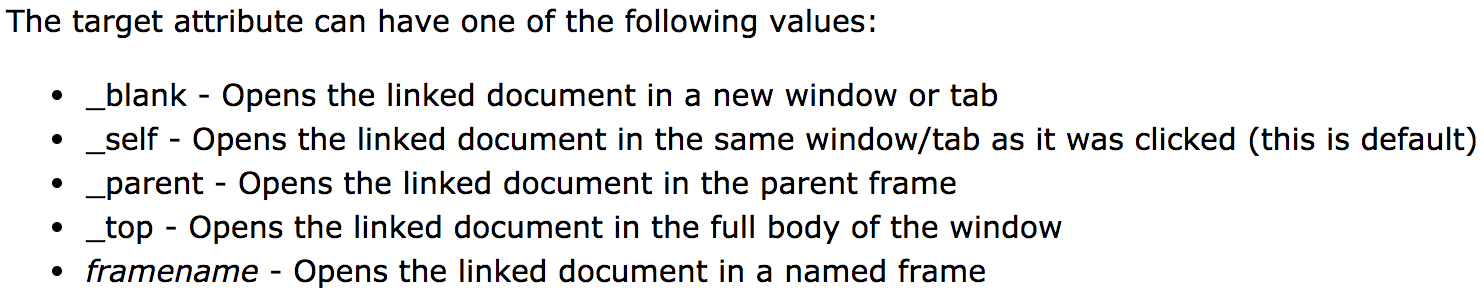 The target attribute can have one of the following values:
• _blank - Opens the linked document in a new window or tab
• _self - Opens the linked document in the same window/tab as it was clicked (this is default)
• _parent - Opens the linked document in the parent frame
• _top - Opens the linked document in the full body of the window
• framename - Opens the linked document in a named frame